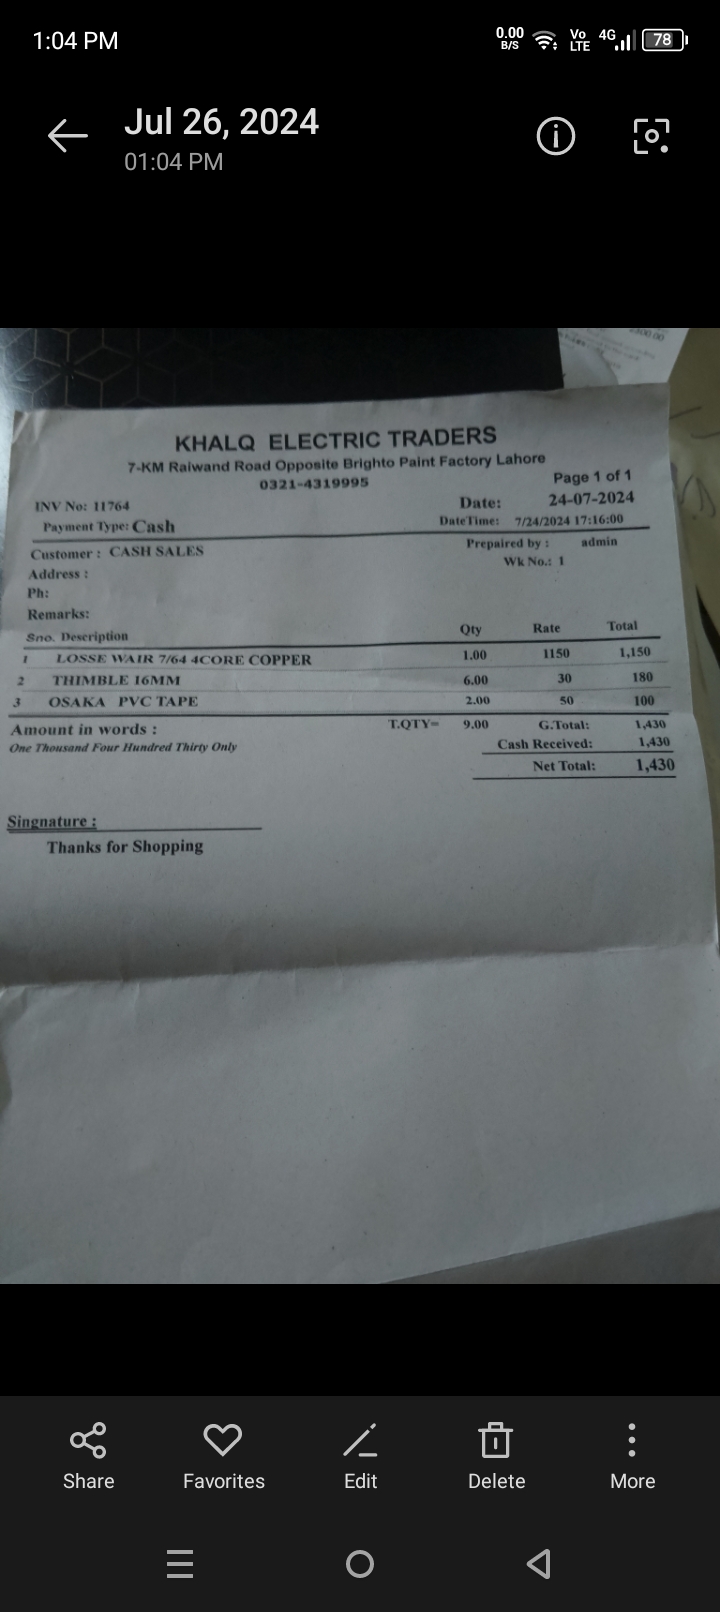 1:04 PM
0.00 B/S Vo LTE 4G 78
Jul 26, 2024
01:04 PM
KHALQ ELECTRIC TRADERS
7-KM Raiwand Road Opposite Brighto Paint Factory Lahore
0321-4319995
Page 1 of 1
INV No: 11764 Date: 24-07-2024
Payment Type: Cash DateTime: 7/24/2024 17:16:00
Customer : CASH SALES Prepaired by : admin
Address : Wk No.: 1
Ph:
Remarks:
Sno. Description Qty Rate Total
1 LOSSE WAIR 7/64 4CORE COPPER 1.00 1150 1,150
2 THIMBLE 16MM 6.00 30 180
3 OSAKA PVC TAPE 2.00 50 100
Amount in words : T.QTY= 9.00 G.Total: 1,430
One Thousand Four Hundred Thirty Only Cash Received: 1,430
Net Total: 1,430
Singnature :
Thanks for Shopping
Share Favorites Edit Delete More